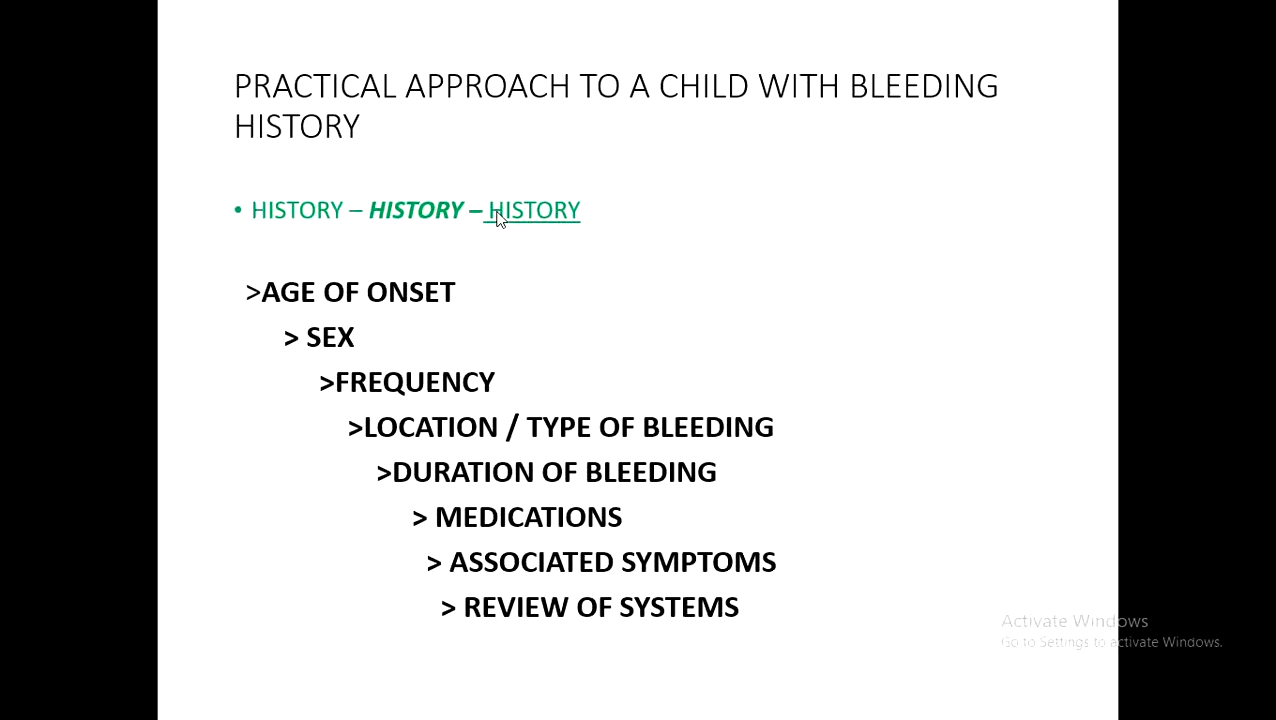 PRACTICAL APPROACH TO A CHILD WITH BLEEDING
HISTORY
• HISTORY – HISTORY – HISTORY
>AGE OF ONSET
> SEX
>FREQUENCY
>LOCATION / TYPE OF BLEEDING
>DURATION OF BLEEDING
> MEDICATIONS
> ASSOCIATED SYMPTOMS
> REVIEW OF SYSTEMS
Activate Windows
Go to Settings to activate Windows.